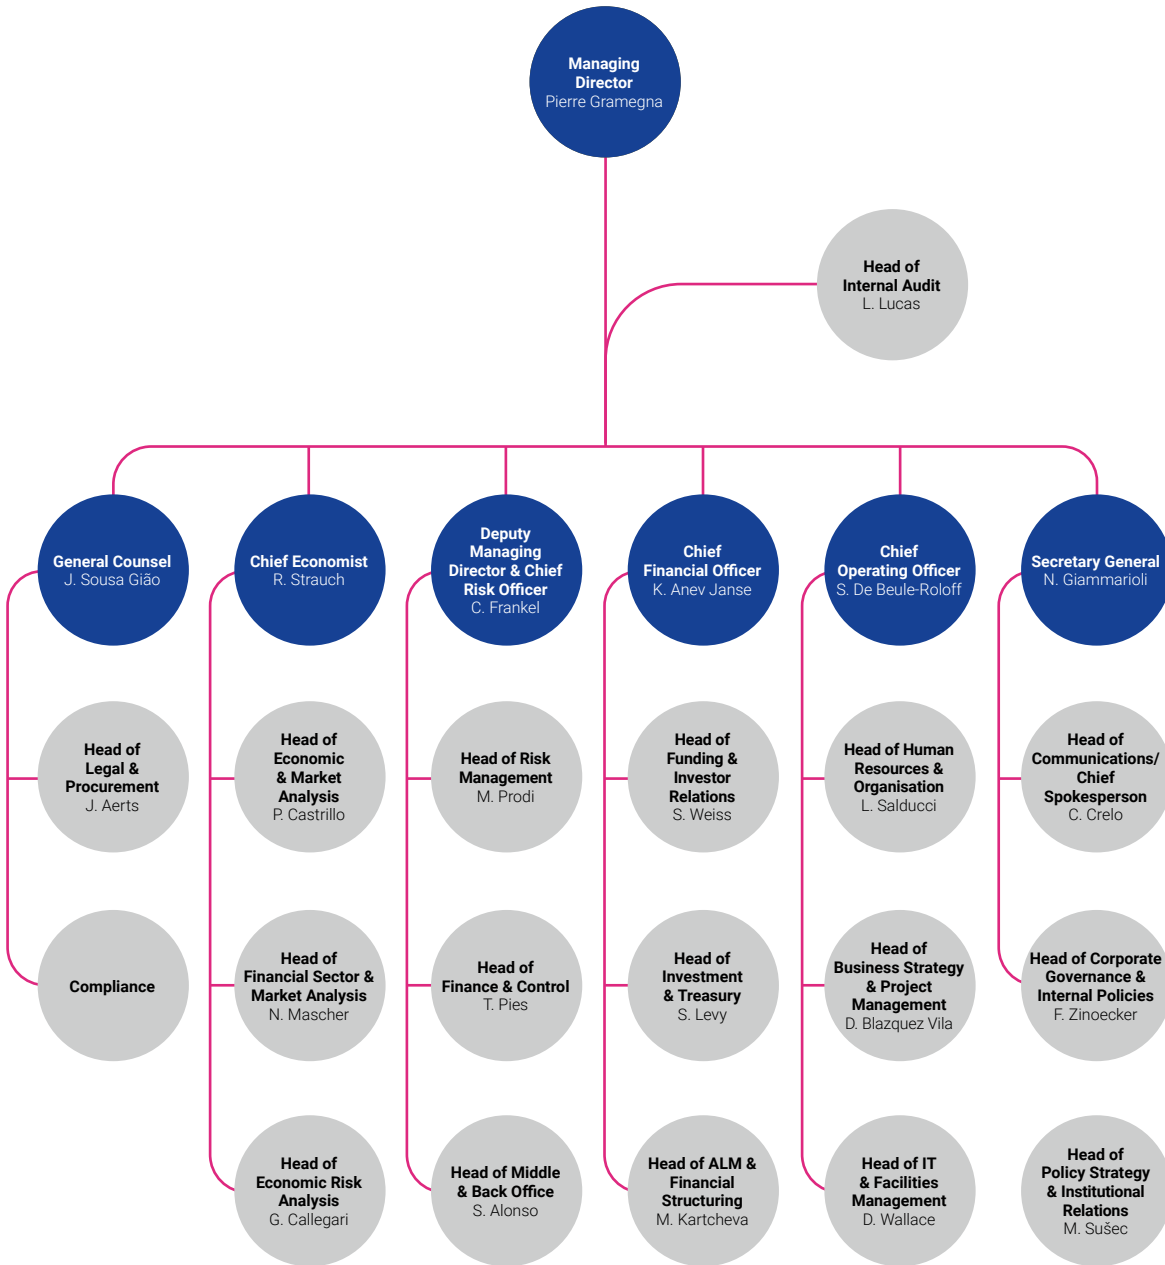 Managing
Director
Pierre Gramegna
Head of
Internal Audit
L. Lucas
General Counsel
J. Sousa Gião
Chief Economist
R. Strauch
Deputy
Managing
Director & Chief
Risk Officer
C. Frankel
Chief
Financial Officer
K. Anev Janse
Chief
Operating Officer
S. De Beule-Roloff
Secretary General
N. Giammarioli
Head of
Legal &
Procurement
J. Aerts
Head of
Economic
& Market
Analysis
P. Castrillo
Head of Risk
Management
M. Prodi
Head of
Funding &
Investor
Relations
S. Weiss
Head of Human
Resources &
Organisation
L. Salducci
Head of
Communications/
Chief
Spokesperson
C. Crelo
Compliance
Head of
Financial Sector &
Market Analysis
N. Mascher
Head of
Finance & Control
T. Pies
Head of
Investment
& Treasury
S. Levy
Head of
Business Strategy
& Project
Management
D. Blazquez Vila
Head of Corporate
Governance &
Internal Policies
F. Zinoecker
Head of
Economic Risk
Analysis
G. Callegari
Head of Middle
& Back Office
S. Alonso
Head of ALM &
Financial
Structuring
M. Kartcheva
Head of IT
& Facilities
Management
D. Wallace
Head of
Policy Strategy
& Institutional
Relations
M. Sušec